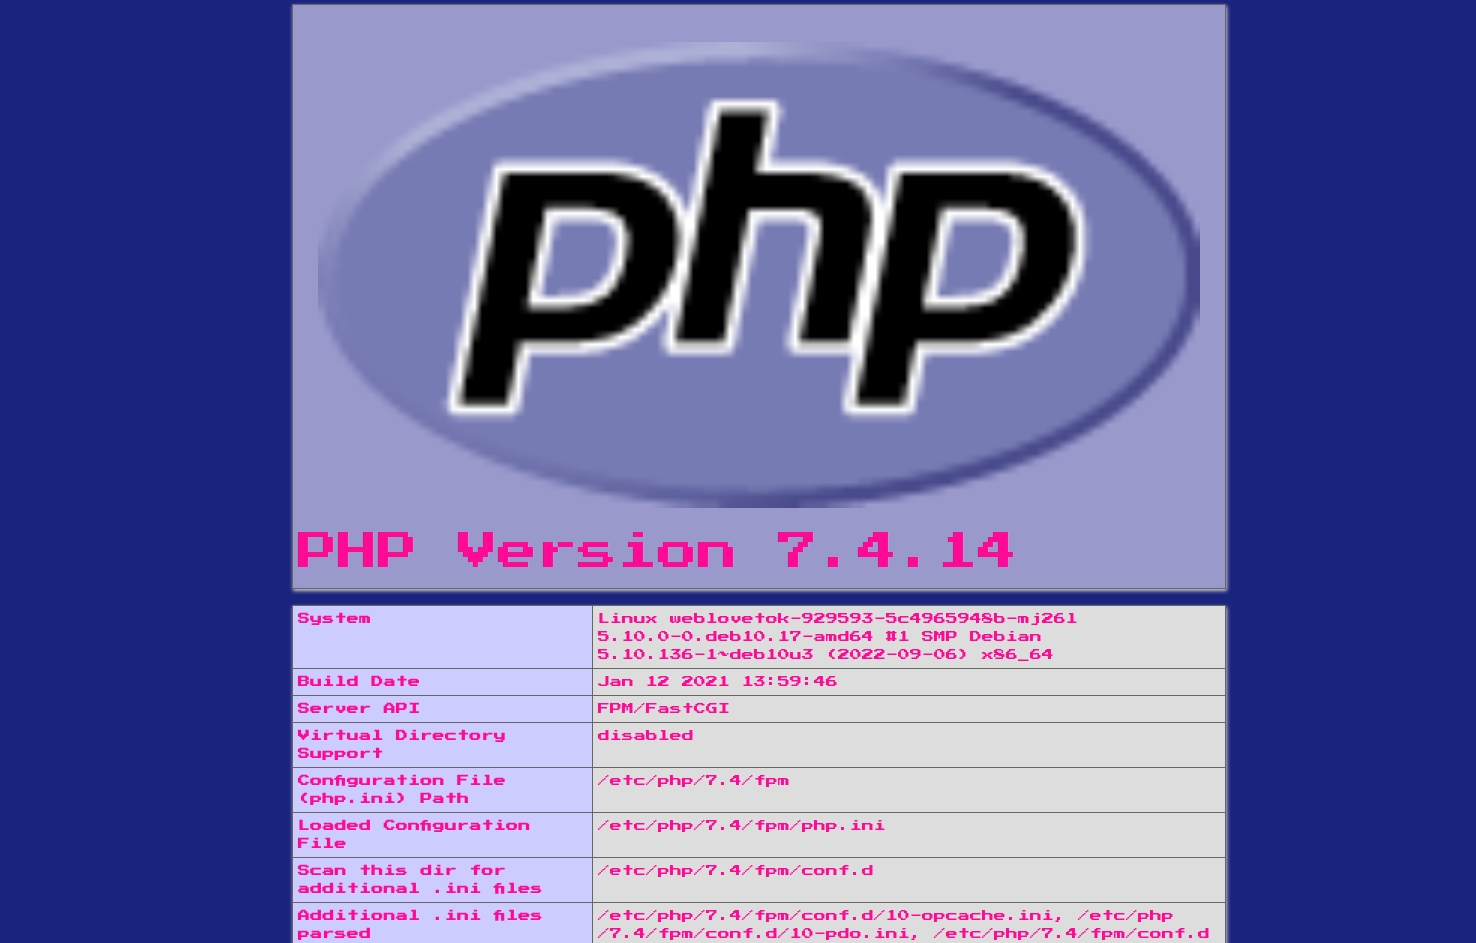 php
PHP Version 7.4.14
System
Linux weblovetok-929593-5c4965948b-mj26l
5.10.0-0.deb10.17-amd64 #1 SMP Debian
5.10.136-1~deb10u3 (2022-09-06) x86_64
Build Date
Jan 12 2021 13:59:46
Server API
FPM/FastCGI
Virtual Directory
Support
disabled
Configuration File
(php.ini) Path
/etc/php/7.4/fpm
Loaded Configuration
File
/etc/php/7.4/fpm/php.ini
Scan this dir for
additional .ini files
/etc/php/7.4/fpm/conf.d
Additional .ini files
parsed
/etc/php/7.4/fpm/conf.d/10-opcache.ini, /etc/php
/7.4/fpm/conf.d/10-pdo.ini, /etc/php/7.4/fpm/conf.d